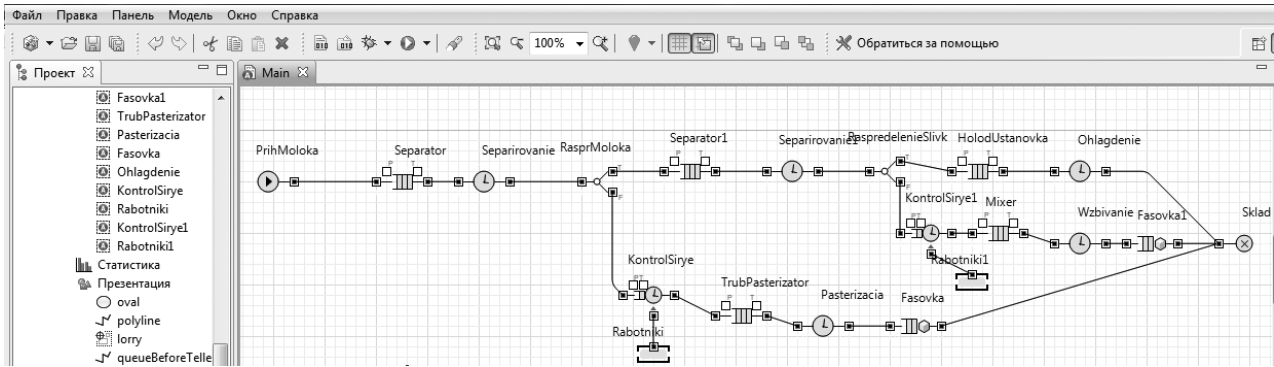 Файл Правка Панель Модель Окно Справка
100% Обратиться за помощью
Проект Main
Fasovka1
TrubPasterizator
Pasterizacia
Fasovka
Ohlagdenie
KontrolSirye
Rabotniki
KontrolSirye1
Rabotniki1
Статистика
Презентация
oval
polyline
lorry
queueBeforeTelle
PrihMoloka Separator Separirovanie RasprMoloka Separator1 Separirovanie1 RaspredelenieSlivk HolodUstanovka Ohlagdenie
KontrolSirye1 Mixer Wzbivanie Fasovka1 Sklad
Rabotniki1
KontrolSirye
TrubPasterizator Pasterizacia Fasovka
Rabotniki